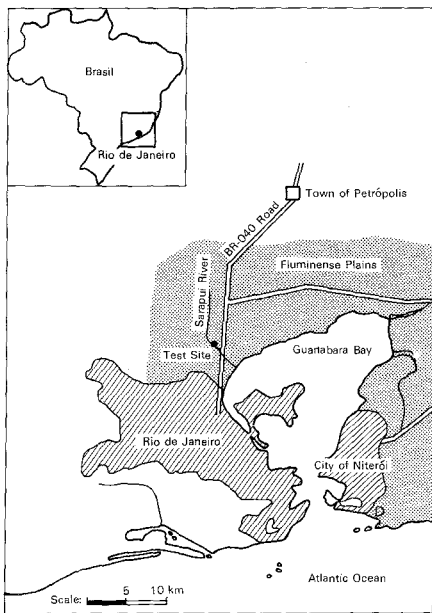 Brasil
Rio de Janeiro
Town of Petrópolis
BR-040 Road
Fluminense Plains
Sarapuí River
Test Site
Guanabara Bay
Rio de Janeiro
City of Niterói
Atlantic Ocean
Scale: 5 10 km